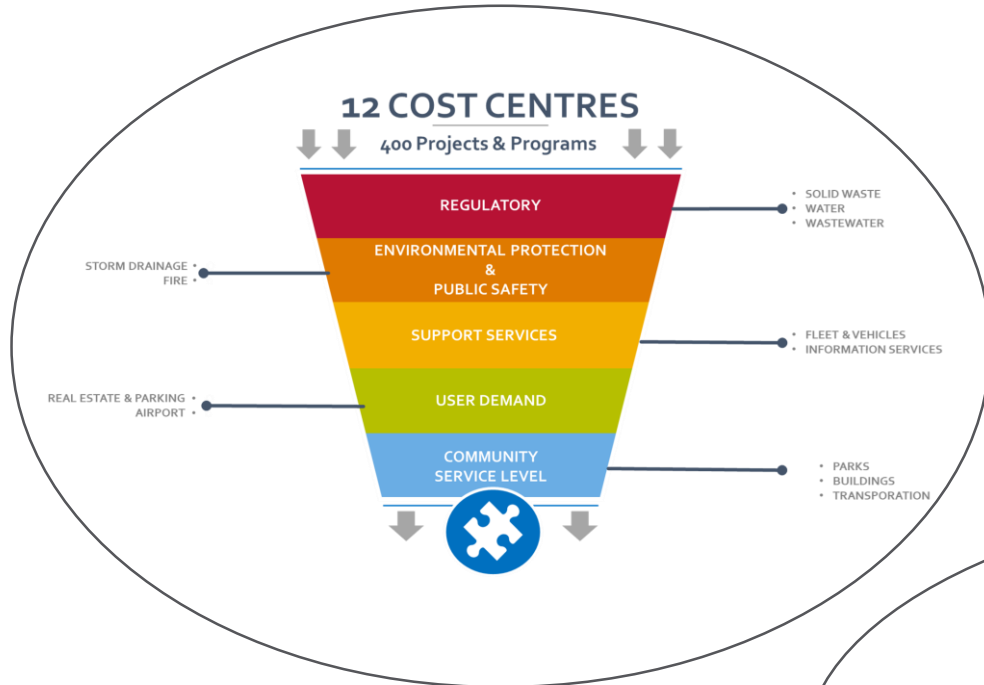 12 COST CENTRES
400 Projects & Programs
REGULATORY
• SOLID WASTE
• WATER
• WASTEWATER
ENVIRONMENTAL PROTECTION
&
PUBLIC SAFETY
STORM DRAINAGE •
FIRE •
SUPPORT SERVICES
• FLEET & VEHICLES
• INFORMATION SERVICES
USER DEMAND
REAL ESTATE & PARKING •
AIRPORT •
COMMUNITY
SERVICE LEVEL
• PARKS
• BUILDINGS
• TRANSPORATION